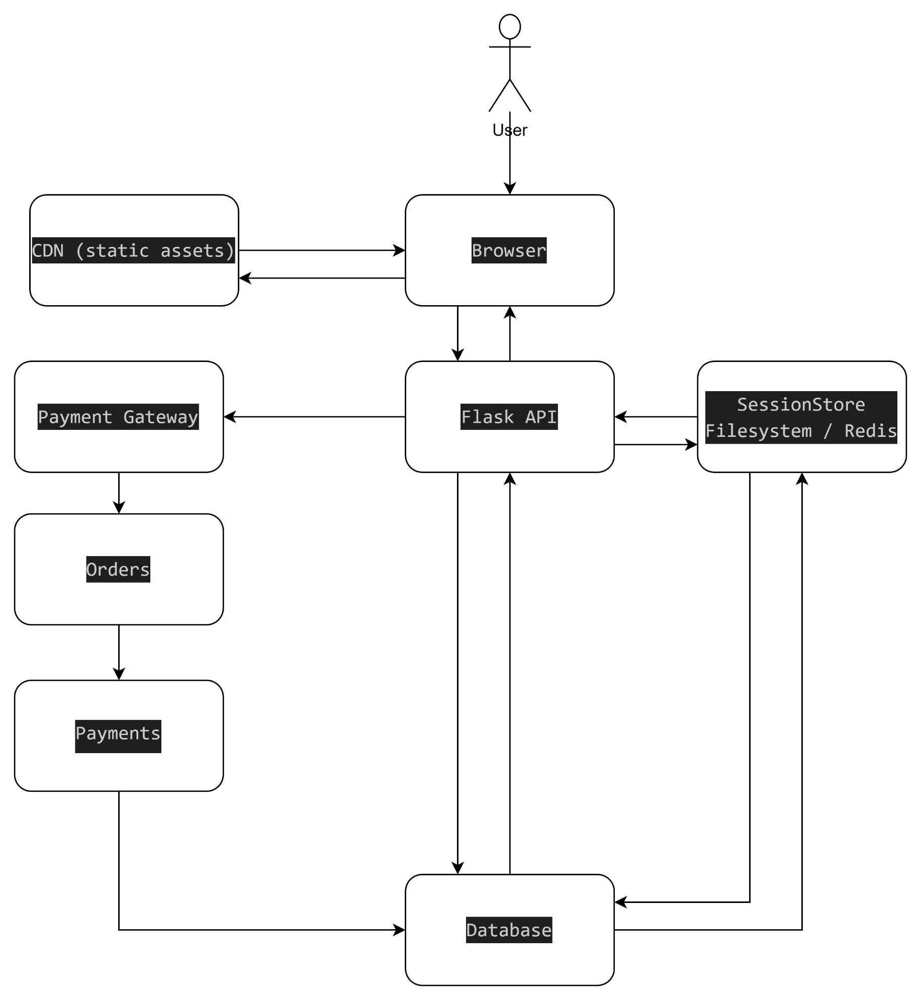 User
CDN (static assets)
Browser
Payment Gateway
Flask API
SessionStore
Filesystem / Redis
Orders
Payments
Database